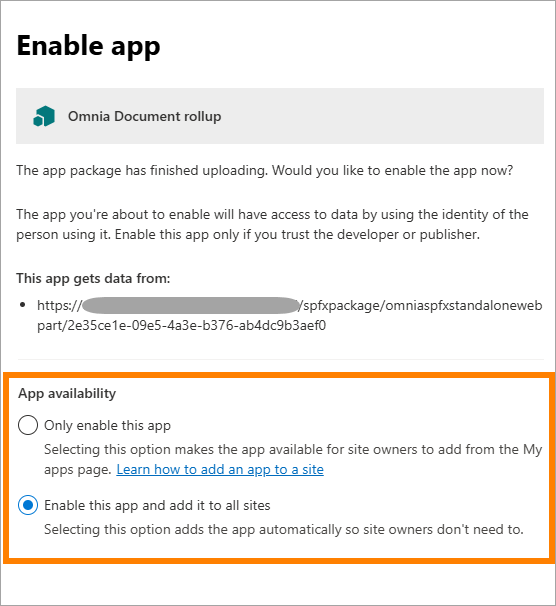 Enable app
Omnia Document rollup
The app package has finished uploading. Would you like to enable the app now?
The app you're about to enable will have access to data by using the identity of the
person using it. Enable this app only if you trust the developer or publisher.
This app gets data from:
https:// /spfxpackage/omniaspfxstandaloneweb
part/2e35ce1e-09e5-4a3e-b376-ab4dc9b3aef0
App availability
Only enable this app
Selecting this option makes the app available for site owners to add from the My
apps page. Learn how to add an app to a site
Enable this app and add it to all sites
Selecting this option adds the app automatically so site owners don't need to.